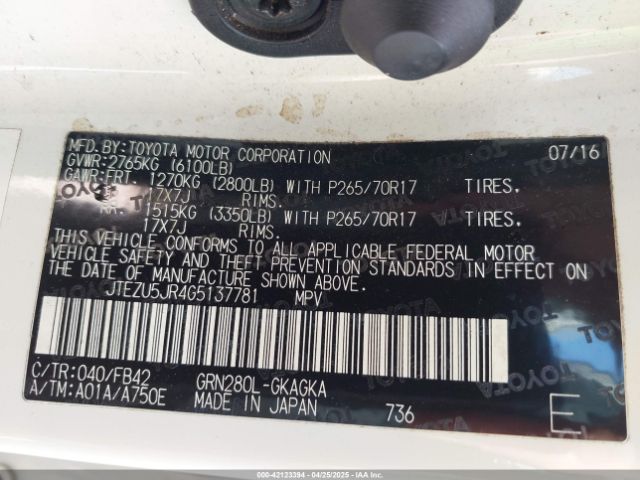 MFD.BY:TOYOTA MOTOR CORPORATION 07/16
GVWR:2765KG (6100LB)
GAWR:FRT. 1270KG (2800LB) WITH P265/70R17 TIRES.
17X7J RIMS.
RR. 1515KG (3350LB) WITH P265/70R17 TIRES.
17X7J RIMS.
THIS VEHICLE CONFORMS TO ALL APPLICABLE FEDERAL MOTOR
VEHICLE SAFETY AND THEFT PREVENTION STANDARDS IN EFFECT ON
THE DATE OF MANUFACTURE SHOWN ABOVE.
JTEZU5JR4G5137781 MPV
C/TR:040/FB42 GRN280L-GKAGKA
A/TM:A01A/A750E MADE IN JAPAN 736 E
000-42123394 - 04/25/2025 - IAAI.COM